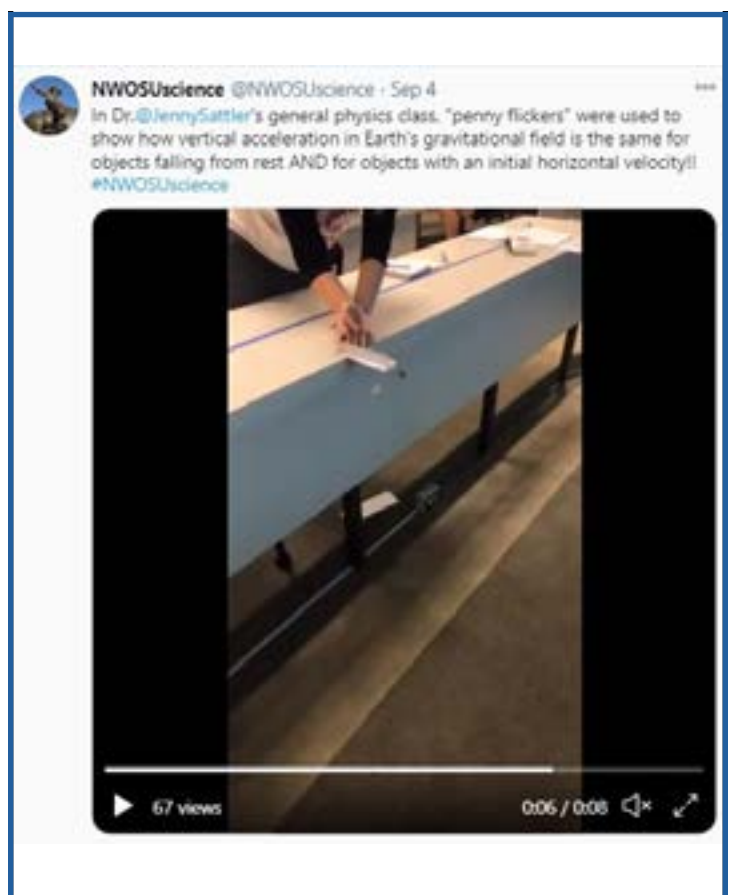 NWOSUscience @NWOSUscience · Sep 4
In Dr.@JennySattler's general physics class, "penny flickers" were used to
show how vertical acceleration in Earth's gravitational field is the same for
objects falling from rest AND for objects with an initial horizontal velocity!!
#NWOSUscience
67 views
0:06 / 0:08